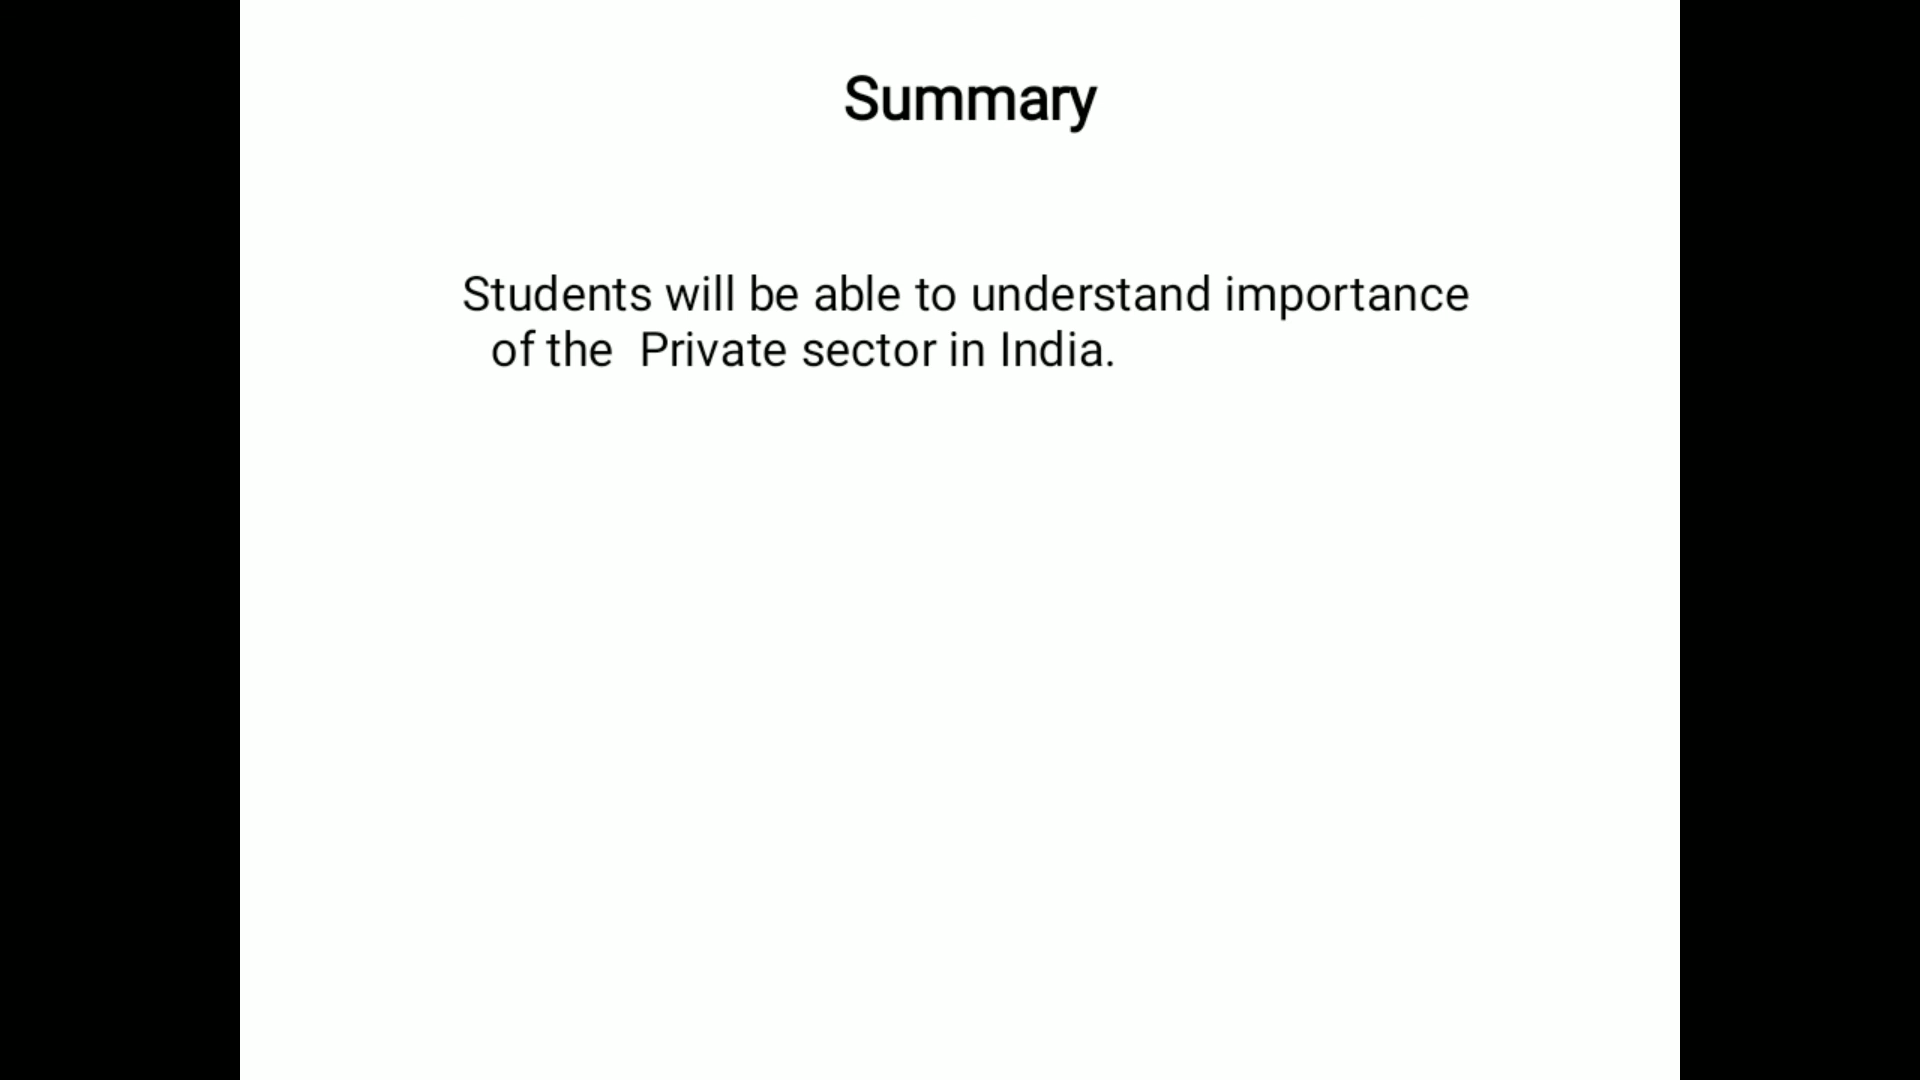 Summary
Students will be able to understand importance
of the  Private sector in India.